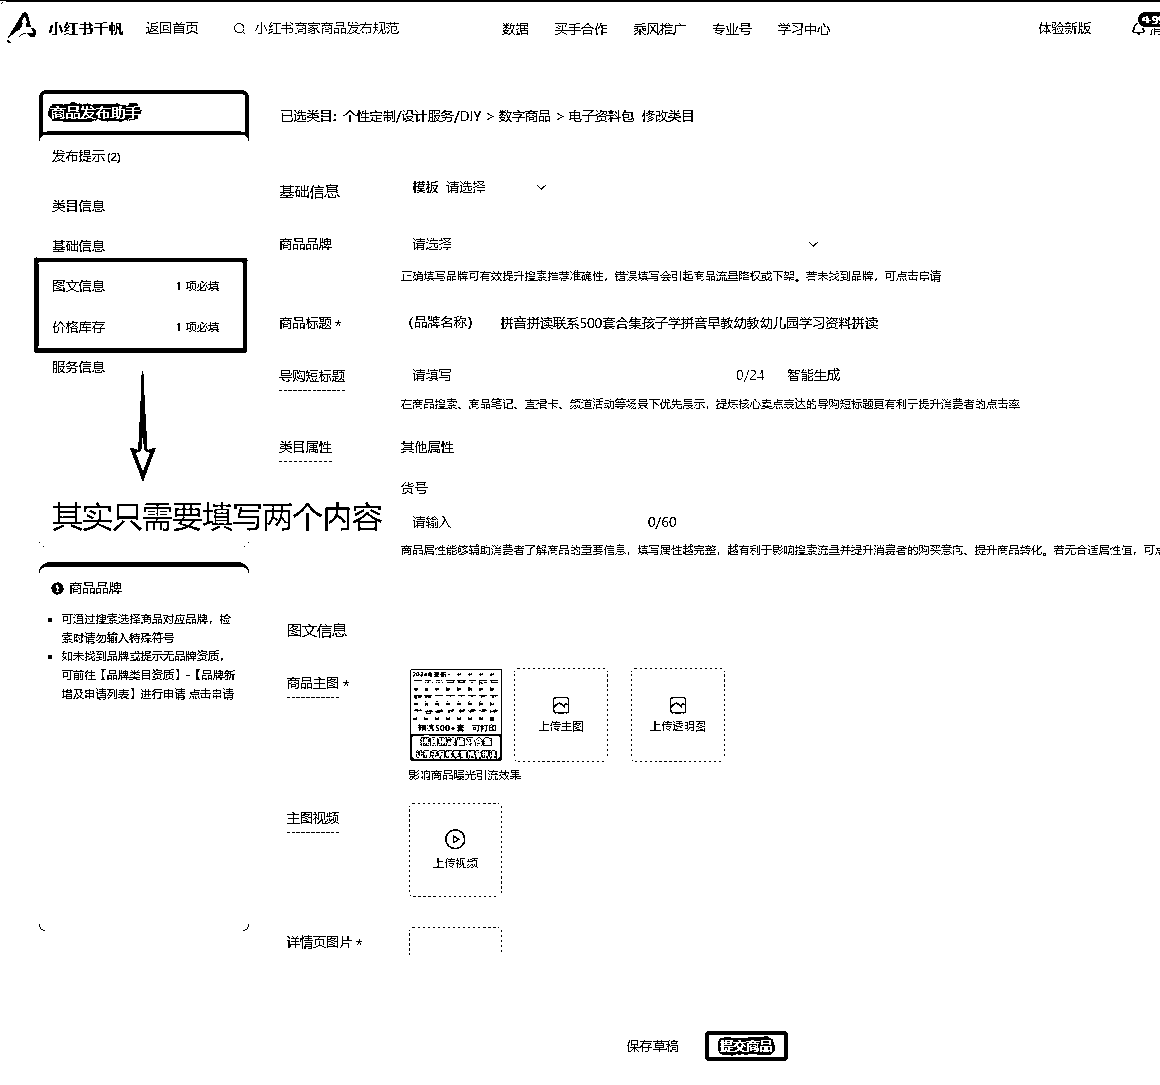 小红书千帆 返回首页 小红书商家商品发布规范 数据 买手合作 乘风推广 专业号 学习中心 体验新版
商品发布助手
已选类目：个性定制/设计服务/DIY > 数字商品 > 电子资料包 修改类目
发布提示(2)
类目信息
基础信息
图文信息 1 项必填
价格库存 1 项必填
服务信息
其实只需要填写两个内容
商品品牌
可通过搜索选择商品对应品牌，检
索时请勿输入特殊符号
如未找到品牌或提示无品牌资质，
可前往【品牌类目资质】-【品牌新
增及申请列表】进行申请 点击申请
基础信息 模板 请选择
商品品牌 请选择
正确填写品牌可有效提升搜索推荐准确性，错误填写会引起商品流量降权或下架。若未找到品牌，可点击申请
商品标题 * （品牌名称） 拼音拼读联系500套合集孩子学拼音早教幼教幼儿园学习资料拼读
导购短标题 请填写 0/24 智能生成
在商品搜索、商品笔记、直播卡、频道活动等场景下优先展示，提炼核心卖点表达的导购短标题更有利于提升消费者的点击率
类目属性 其他属性
货号
请输入 0/60
商品属性能够辅助消费者了解商品的重要信息，填写属性越完整，越有利于影响搜索流量并提升消费者的购买意向、提升商品转化。若无合适属性值，可点
图文信息
商品主图 *
上传主图
上传透明图
影响商品曝光引流效果
主图视频
上传视频
详情页图片 *
保存草稿 提交商品